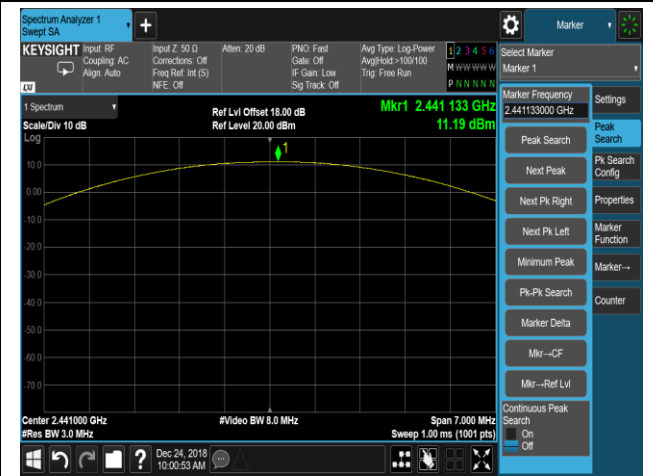 Spectrum Analyzer 1
Swept SA
+
Marker
KEYSIGHT
Input: RF
Coupling: AC
Align: Auto
Input Z: 50 Ω
Corrections: Off
Freq Ref: Int (S)
NFE: Off
Atten: 20 dB
PNO: Fast
Gate: Off
IF Gain: Low
Sig Track: Off
Avg Type: Log-Power
Avg|Hold:>100/100
Trig: Free Run
1 2 3 4 5 6
M W W W W W
P N N N N N
LXI
Select Marker
Marker 1
1 Spectrum
Scale/Div 10 dB
Log
Ref Lvl Offset 18.00 dB
Ref Level 20.00 dBm
Mkr1 2.441 133 GHz
11.19 dBm
1
10.0
0.00
-10.0
-20.0
-30.0
-40.0
-50.0
-60.0
-70.0
Center 2.441000 GHz
#Res BW 3.0 MHz
#Video BW 8.0 MHz
Span 7.000 MHz
Sweep 1.00 ms (1001 pts)
Marker Frequency
2.441133000 GHz
Peak Search
Next Peak
Next Pk Right
Next Pk Left
Minimum Peak
Pk-Pk Search
Marker Delta
Mkr→CF
Mkr→Ref Lvl
Continuous Peak
Search
On
Off
Settings
Peak
Search
Pk Search
Config
Properties
Marker
Function
Marker→
Counter
?
Dec 24, 2018
10:00:53 AM